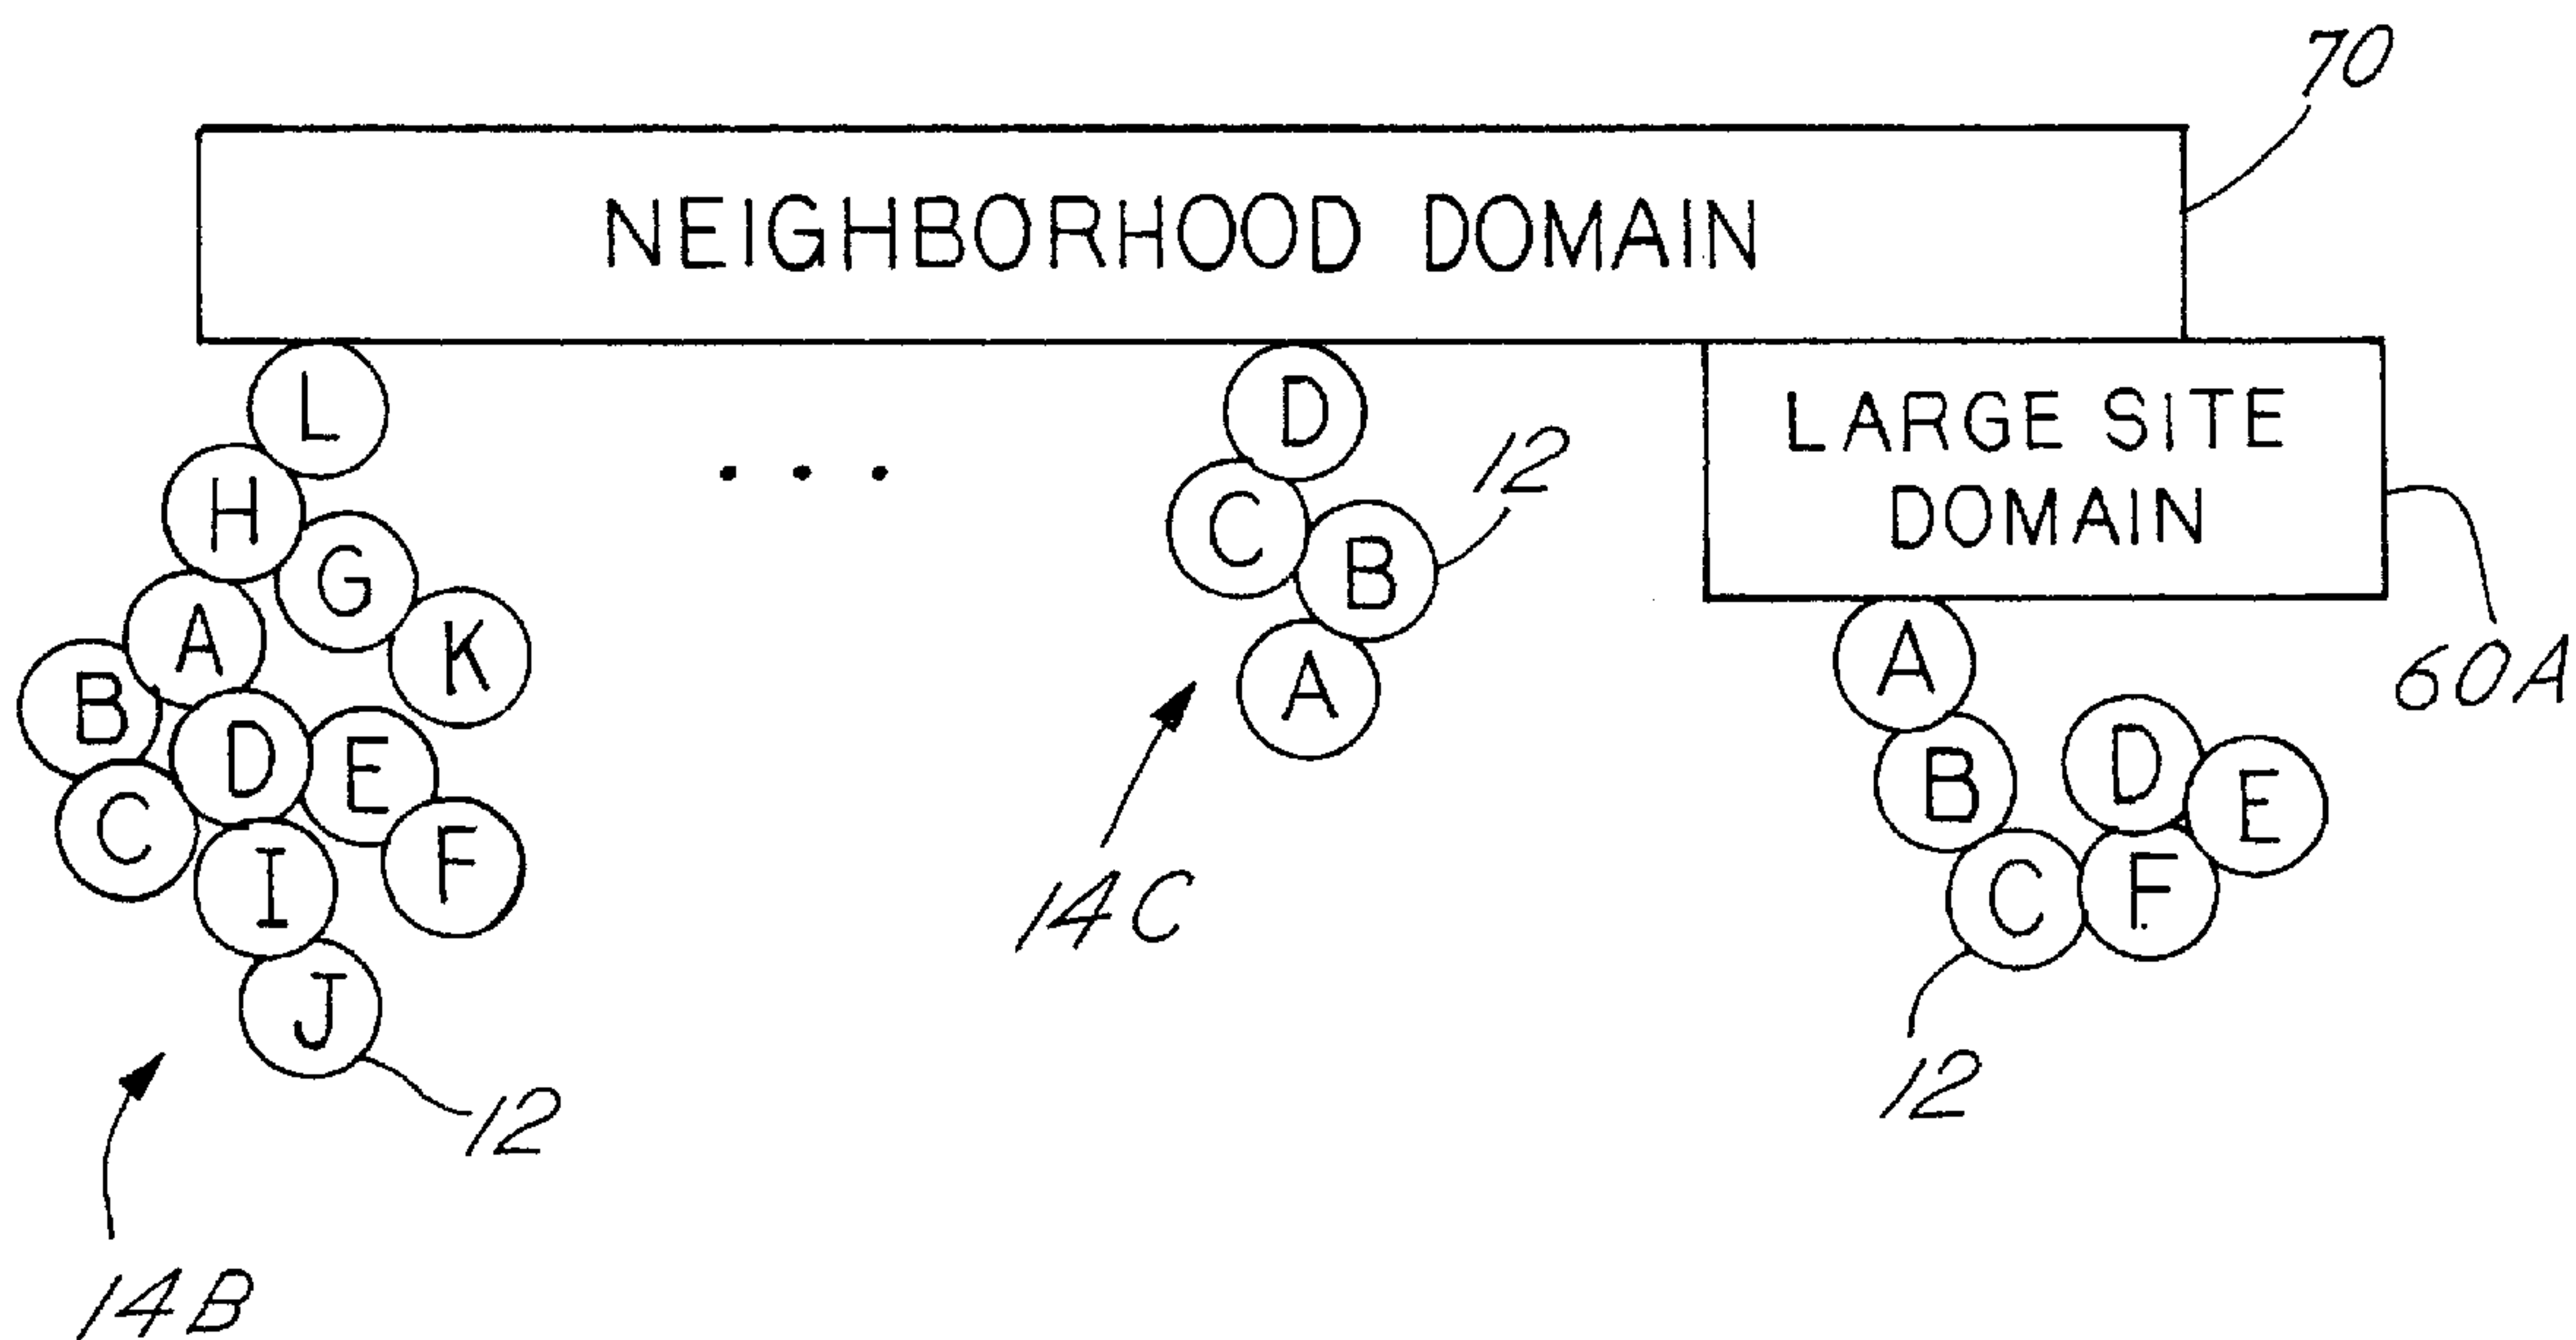 70
NEIGHBORHOOD DOMAIN
L
H
G
K
A
B
D
E
C
I
F
J
12
14B
. . .
D
C
B
12
A
14C
LARGE SITE
DOMAIN
60A
A
B
D
E
C
F
12